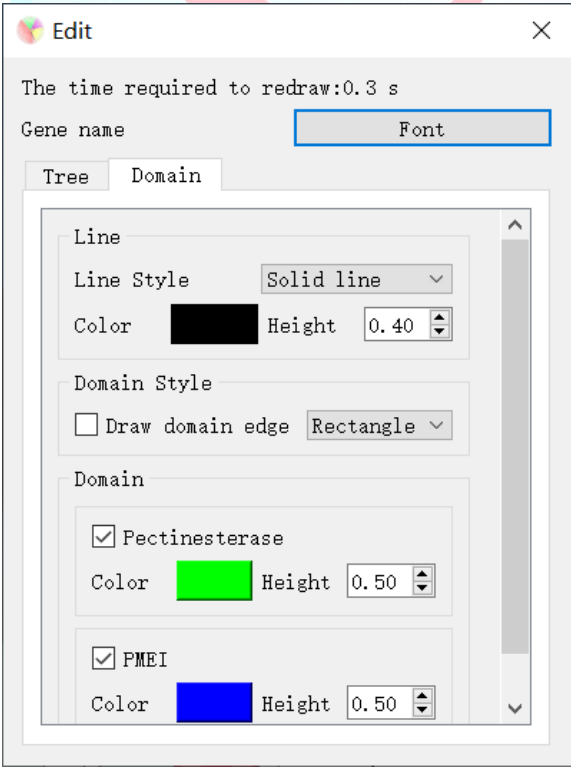 Edit
The time required to redraw:0.3 s
Gene name Font
Tree Domain
Line
Line Style Solid line
Color Height 0.40
Domain Style
Draw domain edge Rectangle
Domain
Pectinesterase
Color Height 0.50
PMEI
Color Height 0.50